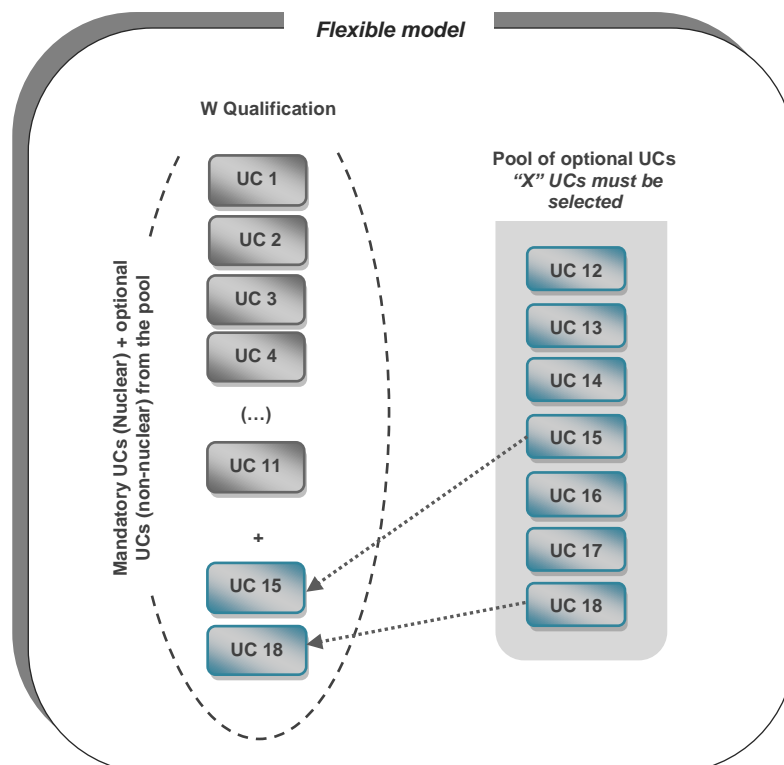 Flexible model
W Qualification
Mandatory UCs (Nuclear) + optional
UCs (non-nuclear) from the pool
UC 1
UC 2
UC 3
UC 4
(…)
UC 11
+
UC 15
UC 18
Pool of optional UCs
“X” UCs must be
selected
UC 12
UC 13
UC 14
UC 15
UC 16
UC 17
UC 18